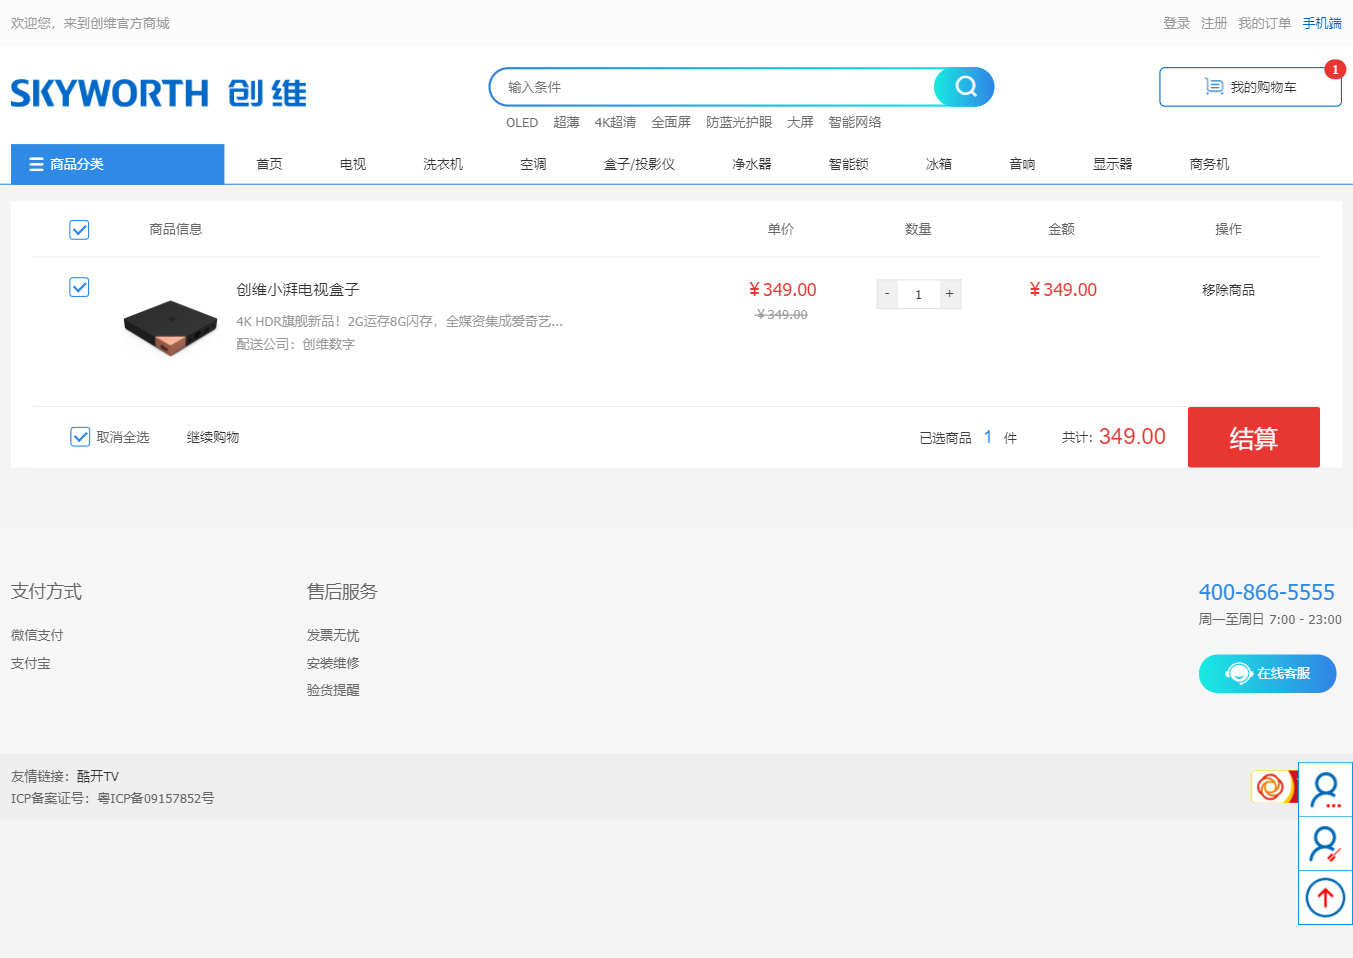 欢迎您，来到创维官方商城
登录 注册 我的订单 手机端
SKYWORTH 创维
输入条件
我的购物车
1
OLED 超薄 4K超清 全面屏 防蓝光护眼 大屏 智能网络
商品分类 首页 电视 洗衣机 空调 盒子/投影仪 净水器 智能锁 冰箱 音响 显示器 商务机
商品信息 单价 数量 金额 操作
创维小湃电视盒子 ￥349.00 - 1 + ￥349.00 移除商品
￥349.00
4K HDR旗舰新品！2G运存8G闪存，全媒资集成爱奇艺...
配送公司：创维数字
取消全选 继续购物 已选商品 1 件 共计: 349.00 结算
支付方式 售后服务 400-866-5555
周一至周日 7:00 - 23:00
微信支付 发票无忧
支付宝 安装维修
在线客服
验货提醒
友情链接：酷开TV
ICP备案证号：粤ICP备09157852号